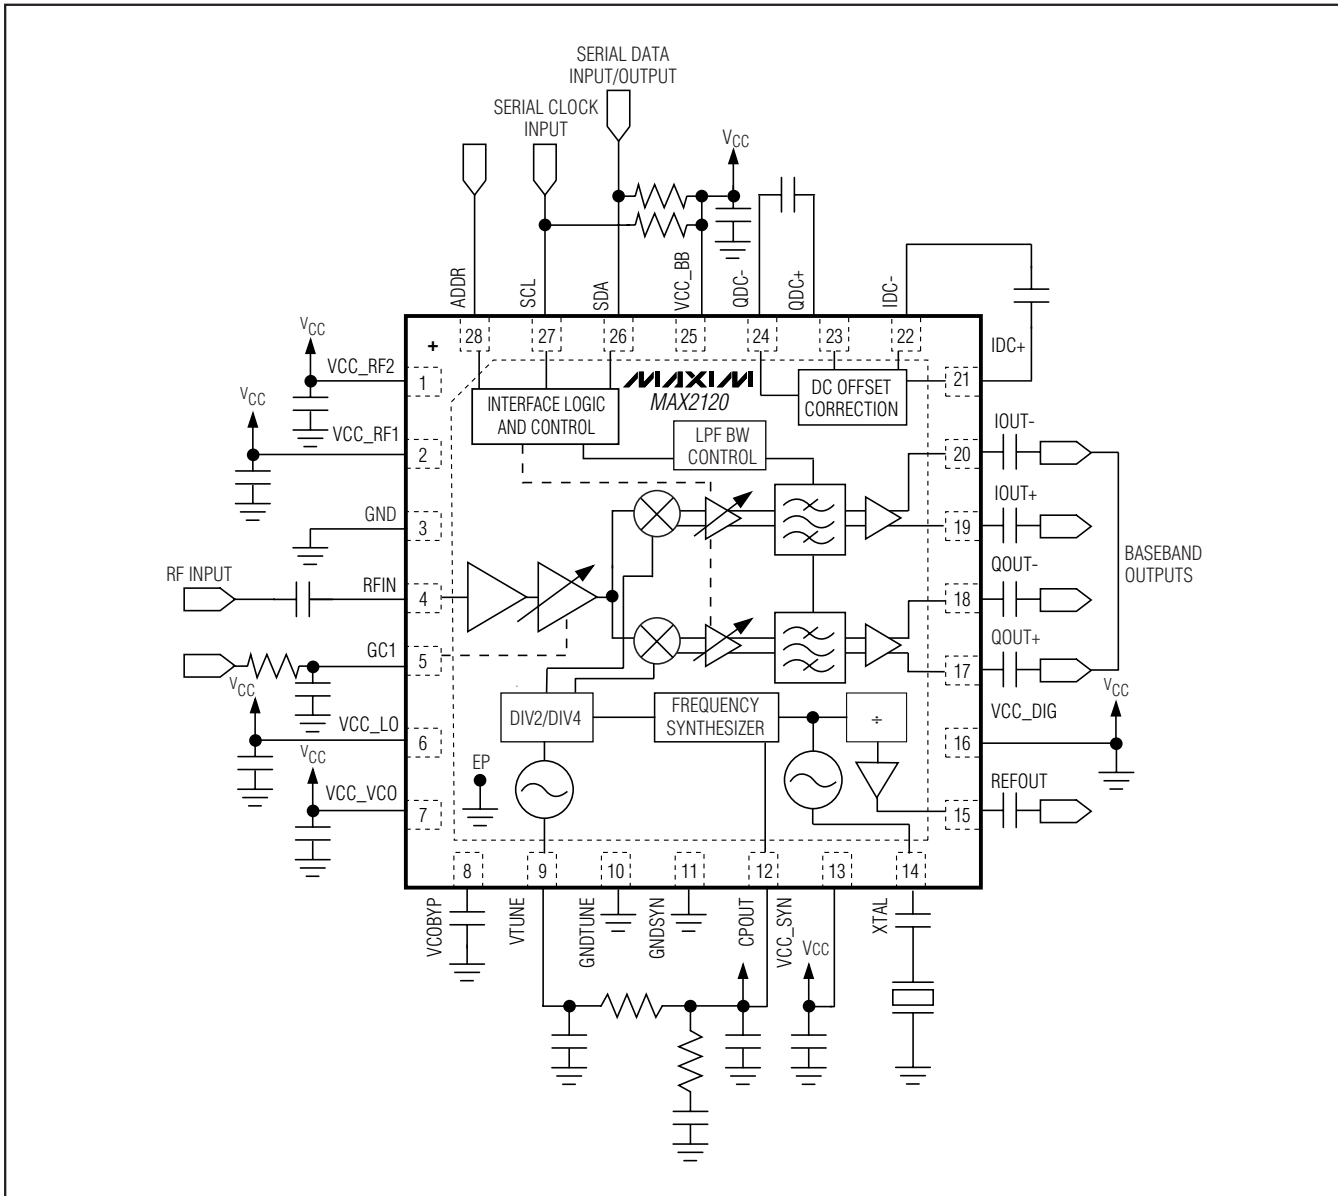 SERIAL DATA
INPUT/OUTPUT
SERIAL CLOCK
INPUT
VCC
ADDR
SCL
SDA
VCC_BB
QDC-
QDC+
IDC-
28
27
26
25
24
23
22
+
VCC
VCC_RF2
1
VCC
VCC_RF1
2
GND
3
RF INPUT
RFIN
4
GC1
5
VCC
VCC_LO
6
VCC
VCC_VCO
7
MAXIM
MAX2120
INTERFACE LOGIC
AND CONTROL
DC OFFSET
CORRECTION
LPF BW
CONTROL
DIV2/DIV4
FREQUENCY
SYNTHESIZER
÷
EP
IDC+
21
IOUT-
20
IOUT+
19
QOUT-
18
QOUT+
17
BASEBAND
OUTPUTS
VCC
VCC_DIG
16
REFOUT
15
8
9
10
11
12
13
14
VCOBYP
VTUNE
GNDTUNE
GNDSYN
CPOUT
VCC_SYN
XTAL
VCC